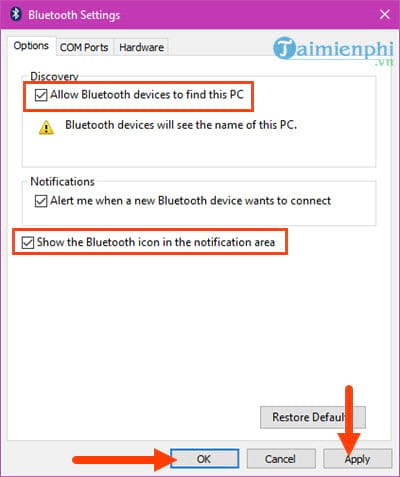 Bluetooth Settings
Options COM Ports Hardware
Taimienphi
.vn
Discovery
Allow Bluetooth devices to find this PC
Bluetooth devices will see the name of this PC.
Notifications
Alert me when a new Bluetooth device wants to connect
Show the Bluetooth icon in the notification area
Restore Defaults
OK Cancel Apply